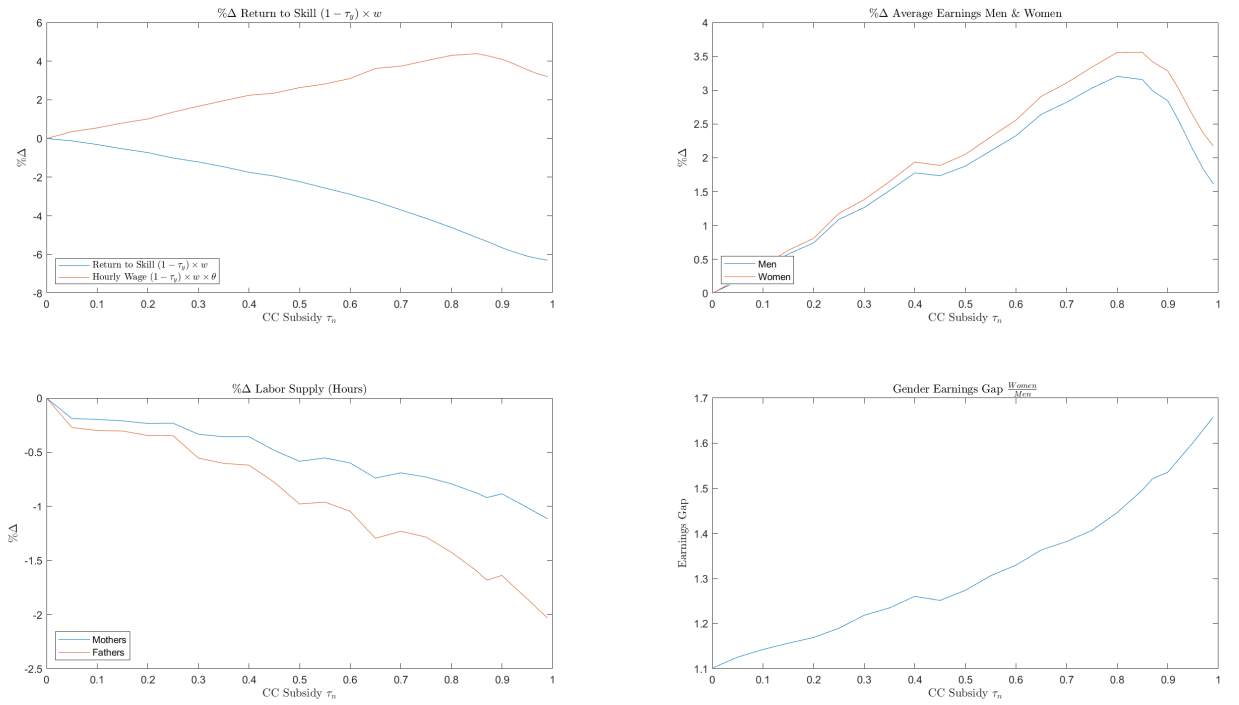 %Δ Return to Skill (1 − τ_y) × w
%Δ
6
4
2
0
-2
-4
-6
-8
Return to Skill (1 − τ_y) × w
Hourly Wage (1 − τ_y) × w × θ
0 0.1 0.2 0.3 0.4 0.5 0.6 0.7 0.8 0.9 1
CC Subsidy τ_n
%Δ Average Earnings Men & Women
%Δ
4
3.5
3
2.5
2
1.5
1
0.5
0
Men
Women
0 0.1 0.2 0.3 0.4 0.5 0.6 0.7 0.8 0.9 1
CC Subsidy τ_n
%Δ Labor Supply (Hours)
%Δ
0
-0.5
-1
-1.5
-2
-2.5
Mothers
Fathers
0 0.1 0.2 0.3 0.4 0.5 0.6 0.7 0.8 0.9 1
CC Subsidy τ_n
Gender Earnings Gap Women/Men
Earnings Gap
1.7
1.6
1.5
1.4
1.3
1.2
1.1
0 0.1 0.2 0.3 0.4 0.5 0.6 0.7 0.8 0.9 1
CC Subsidy τ_n